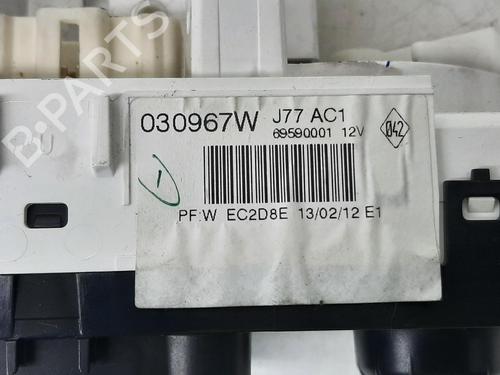 B-PARTS
030967W J77 AC1
69590001 12V
042
1
PF:W EC2D8E 13/02/12 E1